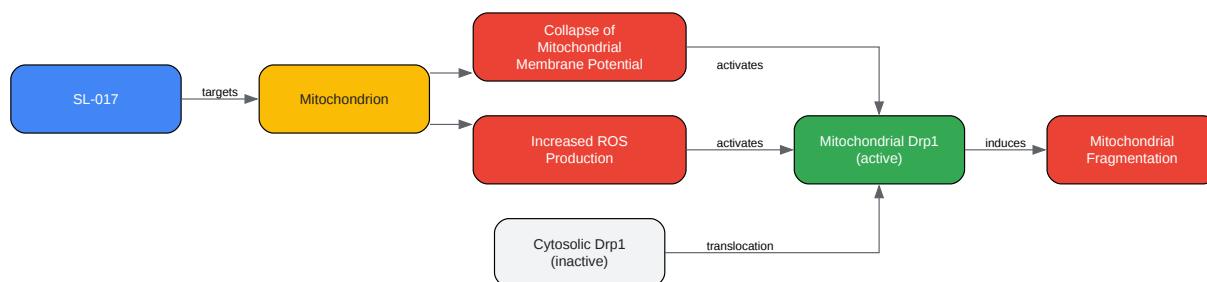 Collapse of
Mitochondrial
Membrane Potential
activates
SL-017
targets
Mitochondrion
Increased ROS
Production
activates
Mitochondrial Drp1
(active)
induces
Mitochondrial
Fragmentation
Cytosolic Drp1
(inactive)
translocation